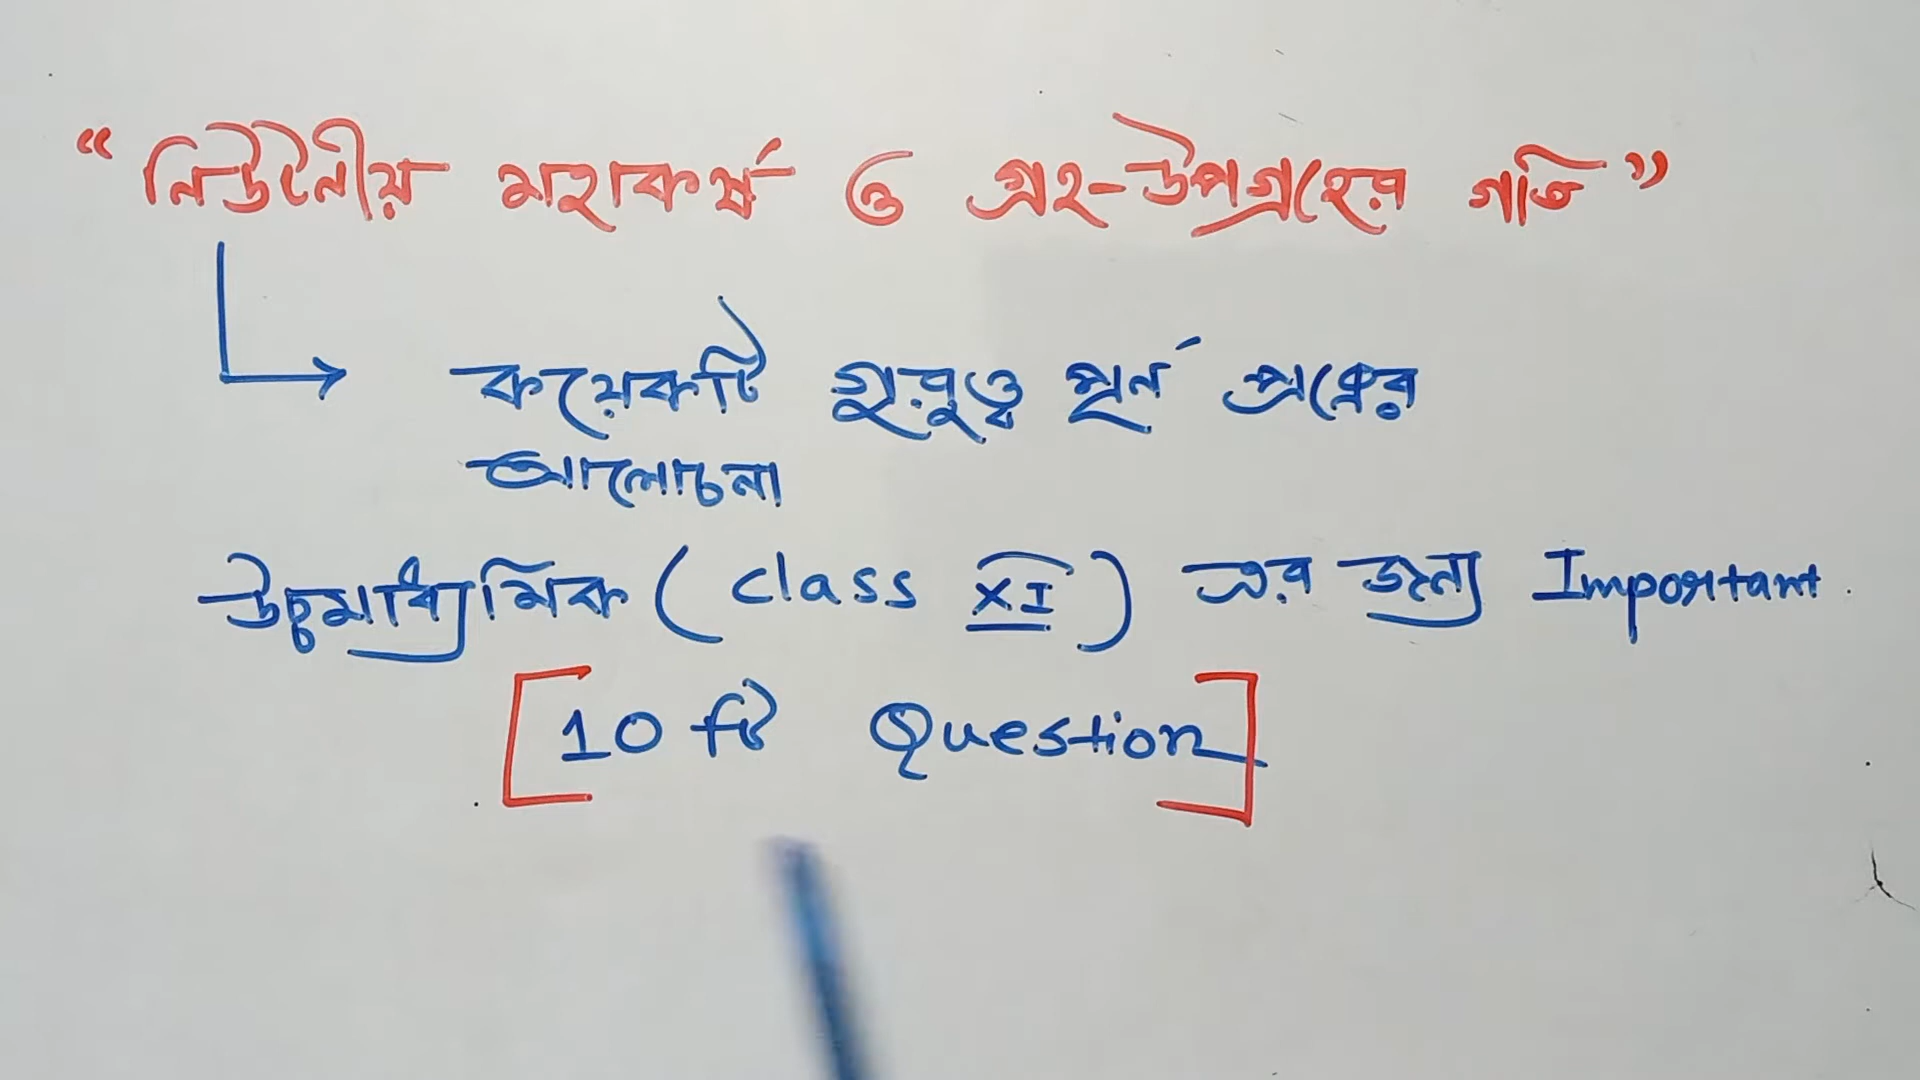 “নিউটনীয় মহাকর্ষ ও গ্রহ-উপগ্রহের গতি”
কয়েকটি গুরুত্ব পূর্ণ প্রশ্নের
আলোচনা
উচ্চমাধ্যমিক (class XI) এর জন্য Important.
[10 টি Question]